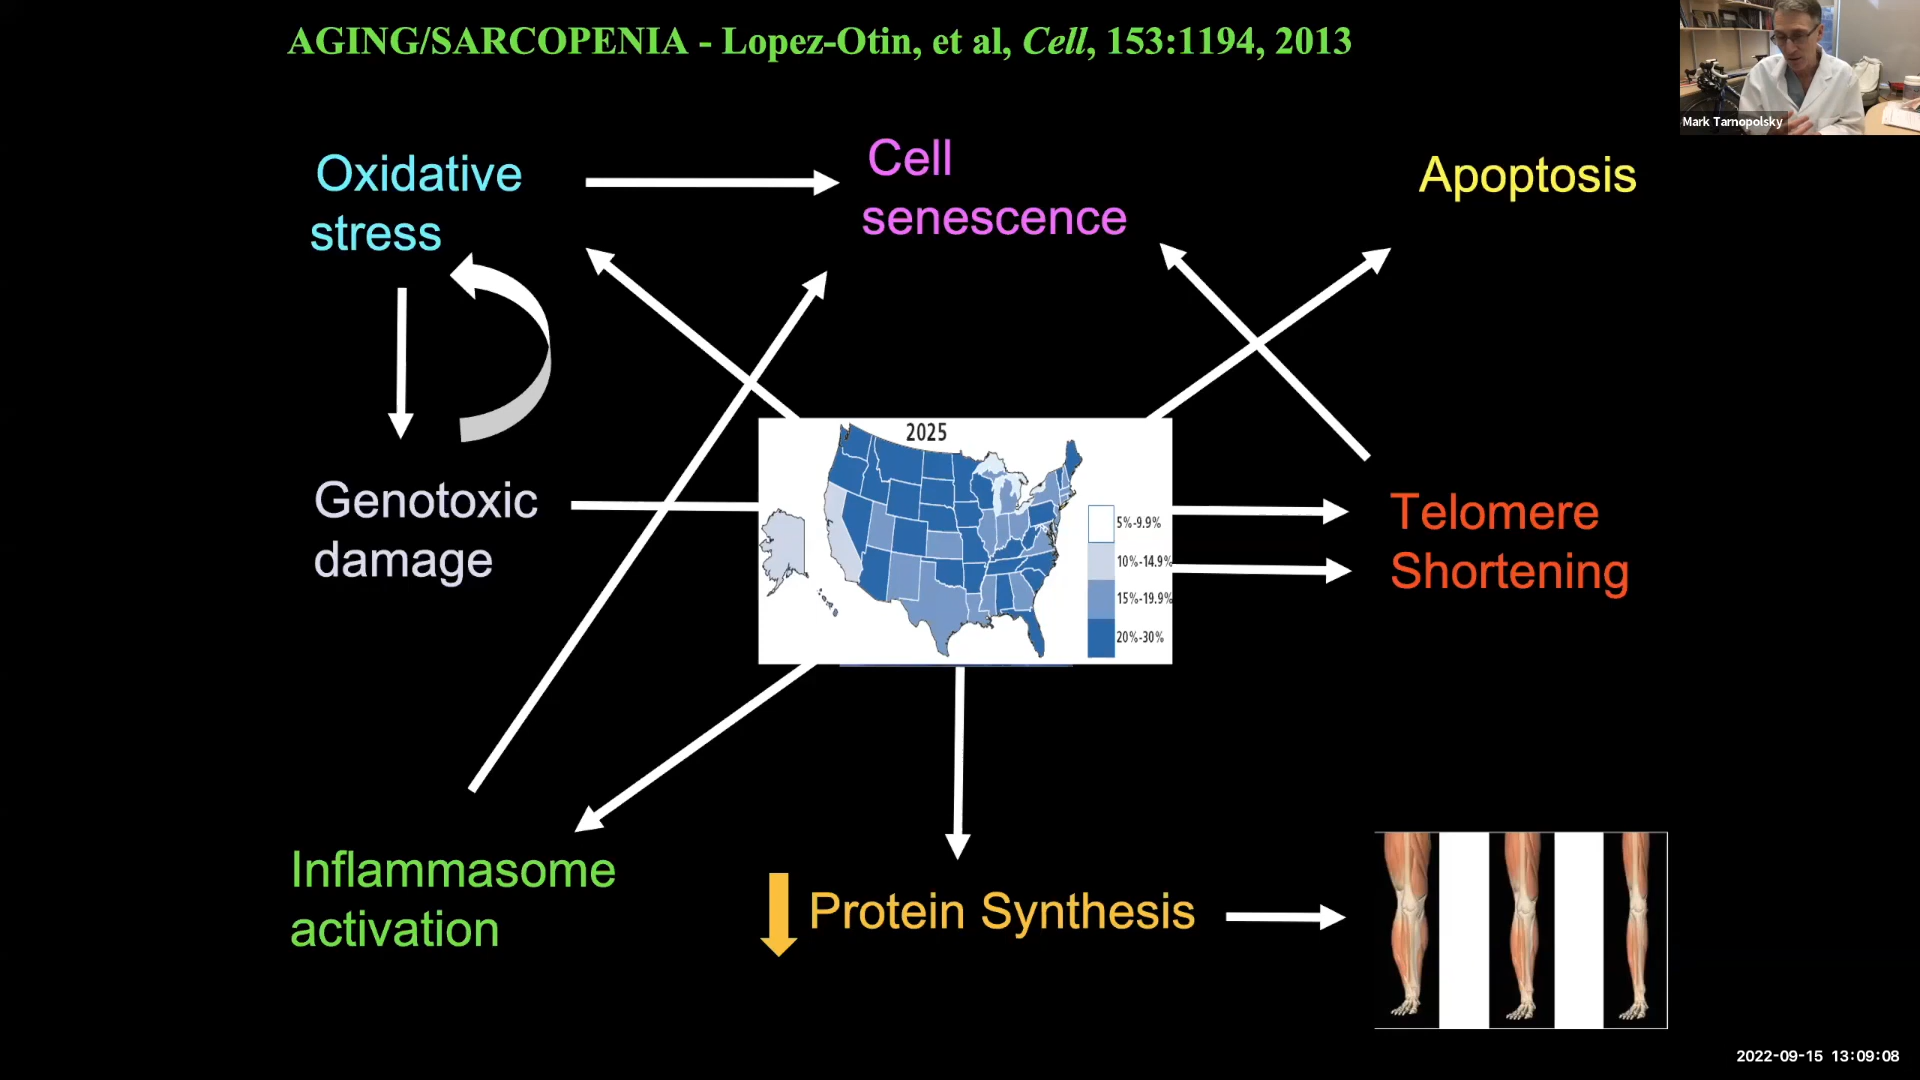 AGING/SARCOPENIA - Lopez-Otin, et al, Cell, 153:1194, 2013
Mark Tarnopolsky
Oxidative
stress
Cell
senescence
Apoptosis
2025
5%-9.9%
10%-14.9%
15%-19.9%
20%-30%
Genotoxic
damage
Telomere
Shortening
Inflammasome
activation
Protein Synthesis
2022-09-15 13:09:08